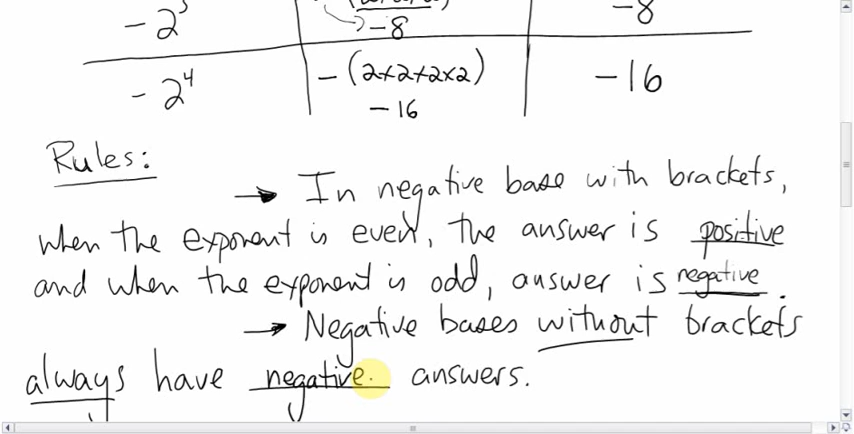 - 2³ -8 -8
- 2⁴ - (2×2×2×2) -16
-16
Rules:
→ In negative base with brackets,
when the exponent is even, the answer is positive
and when the exponent is odd, answer is negative.
→ Negative bases without brackets
always have negative. answers.